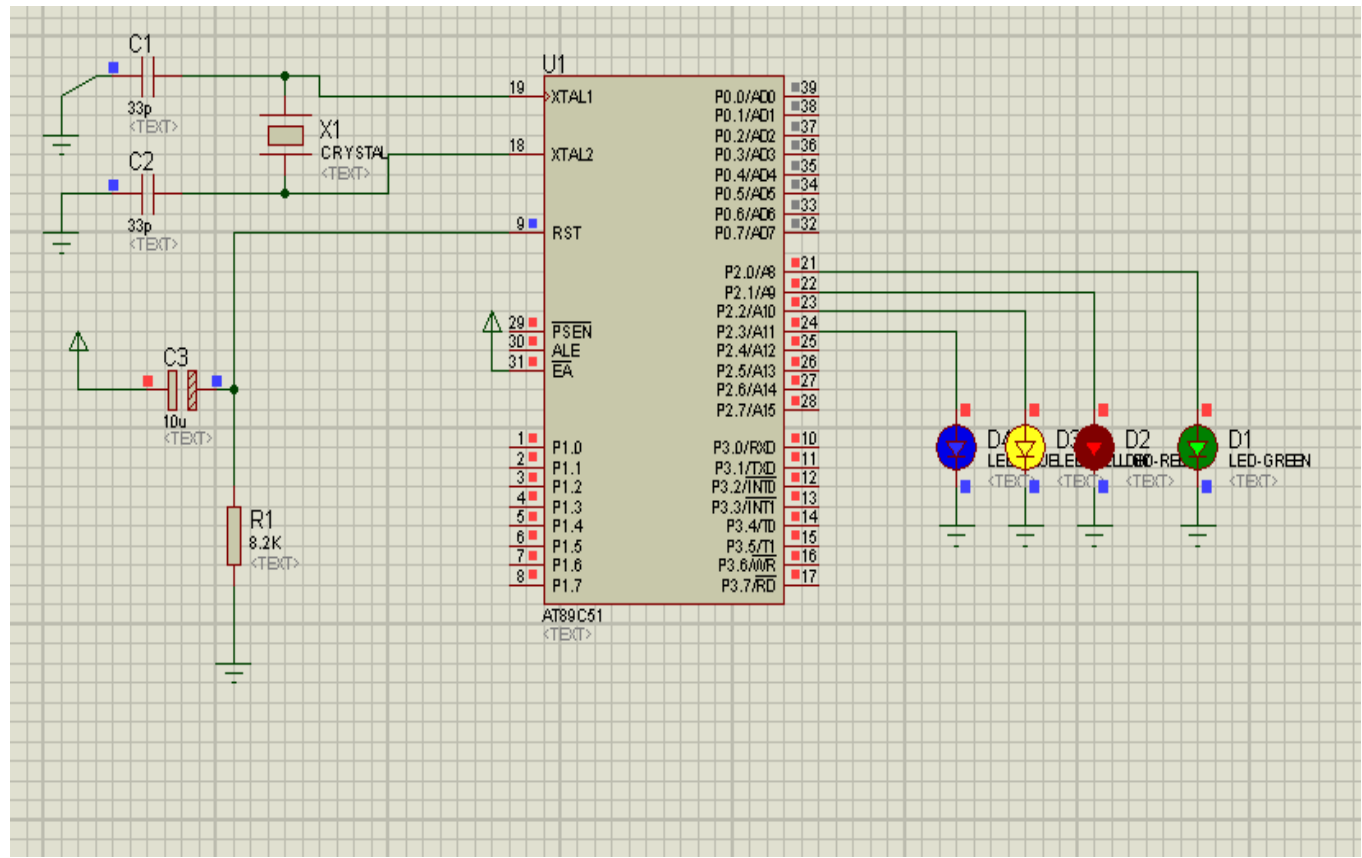 C1
33p
<TEXT>
X1
CRYSTAL
<TEXT>
C2
33p
<TEXT>
C3
10u
<TEXT>
R1
8.2K
<TEXT>
U1
19 XTAL1
18 XTAL2
9 RST
29 PSEN
30 ALE
31 EA
1 P1.0
2 P1.1
3 P1.2
4 P1.3
5 P1.4
6 P1.5
7 P1.6
8 P1.7
P0.0/AD0 39
P0.1/AD1 38
P0.2/AD2 37
P0.3/AD3 36
P0.4/AD4 35
P0.5/AD5 34
P0.6/AD6 33
P0.7/AD7 32
P2.0/A8 21
P2.1/A9 22
P2.2/A10 23
P2.3/A11 24
P2.4/A12 25
P2.5/A13 26
P2.6/A14 27
P2.7/A15 28
P3.0/RXD 10
P3.1/TXD 11
P3.2/INT0 12
P3.3/INT1 13
P3.4/T0 14
P3.5/T1 15
P3.6/WR 16
P3.7/RD 17
AT89C51
<TEXT>
D3
<TEXT>
D2
<TEXT>
D1
LED-GREEN
<TEXT>